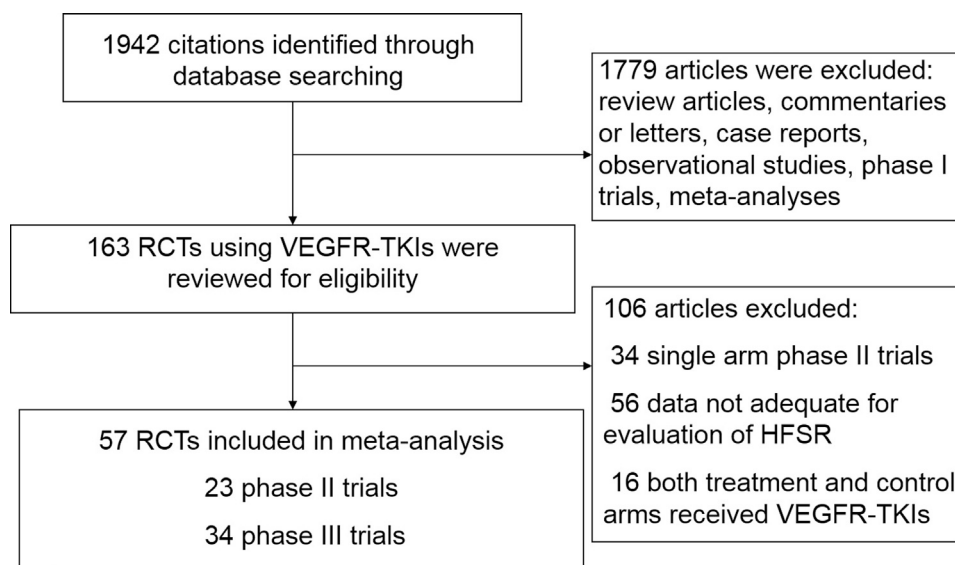 1942 citations identified through
database searching
1779 articles were excluded:
review articles, commentaries
or letters, case reports,
observational studies, phase I
trials, meta-analyses
163 RCTs using VEGFR-TKIs were
reviewed for eligibility
106 articles excluded:
34 single arm phase II trials
56 data not adequate for
evaluation of HFSR
16 both treatment and control
arms received VEGFR-TKIs
57 RCTs included in meta-analysis
23 phase II trials
34 phase III trials